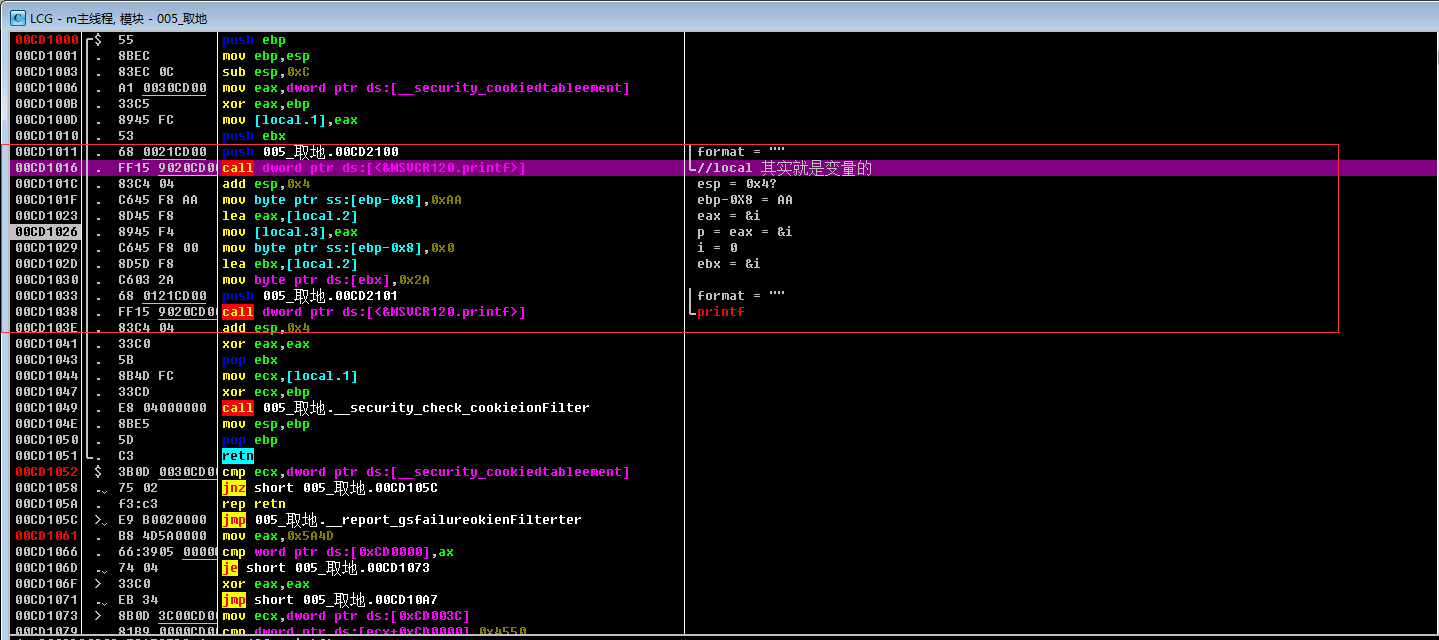 LCG - m主线程, 模块 - 005_取地
00CD1000 $ 55 push ebp
00CD1001 . 8BEC mov ebp,esp
00CD1003 . 83EC 0C sub esp,0xC
00CD1006 . A1 0030CD00 mov eax,dword ptr ds:[__security_cookiedtableement]
00CD100B . 33C5 xor eax,ebp
00CD100D . 8945 FC mov [local.1],eax
00CD1010 . 53 push ebx
00CD1011 . 68 0021CD00 push 005_取地.00CD2100 format = ""
00CD1016 . FF15 9020CD0 call dword ptr ds:[<&MSVCR120.printf>] //local 其实就是变量的
00CD101C . 83C4 04 add esp,0x4 esp = 0x4?
00CD101F . C645 F8 AA mov byte ptr ss:[ebp-0x8],0xAA ebp-0X8 = AA
00CD1023 . 8D45 F8 lea eax,[local.2] eax = &i
00CD1026 . 8945 F4 mov [local.3],eax p = eax = &i
00CD1029 . C645 F8 00 mov byte ptr ss:[ebp-0x8],0x0 i = 0
00CD102D . 8D5D F8 lea ebx,[local.2] ebx = &i
00CD1030 . C603 2A mov byte ptr ds:[ebx],0x2A
00CD1033 . 68 0121CD00 push 005_取地.00CD2101 format = ""
00CD1038 . FF15 9020CD0 call dword ptr ds:[<&MSVCR120.printf>] printf
00CD103E . 83C4 04 add esp,0x4
00CD1041 . 33C0 xor eax,eax
00CD1043 . 5B pop ebx
00CD1044 . 8B4D FC mov ecx,[local.1]
00CD1047 . 33CD xor ecx,ebp
00CD1049 . E8 04000000 call 005_取地.__security_check_cookieionFilter
00CD104E . 8BE5 mov esp,ebp
00CD1050 . 5D pop ebp
00CD1051 . C3 retn
00CD1052 $ 3B0D 0030CD0 cmp ecx,dword ptr ds:[__security_cookiedtableement]
00CD1058 . 75 02 jnz short 005_取地.00CD105C
00CD105A . f3:c3 rep retn
00CD105C > E9 B0020000 jmp 005_取地.__report_gsfailureokienFilterter
00CD1061 . B8 4D5A0000 mov eax,0x5A4D
00CD1066 . 66:3905 0000 cmp word ptr ds:[0xCD0000],ax
00CD106D . 74 04 je short 005_取地.00CD1073
00CD106F > 33C0 xor eax,eax
00CD1071 . EB 34 jmp short 005_取地.00CD10A7
00CD1073 > 8B0D 3C00CD0 mov ecx,dword ptr ds:[0xCD003C]
00CD1079 . 81B9 0000CD0 cmp dword ptr ds:[ecx+0xCD0000],0x4550